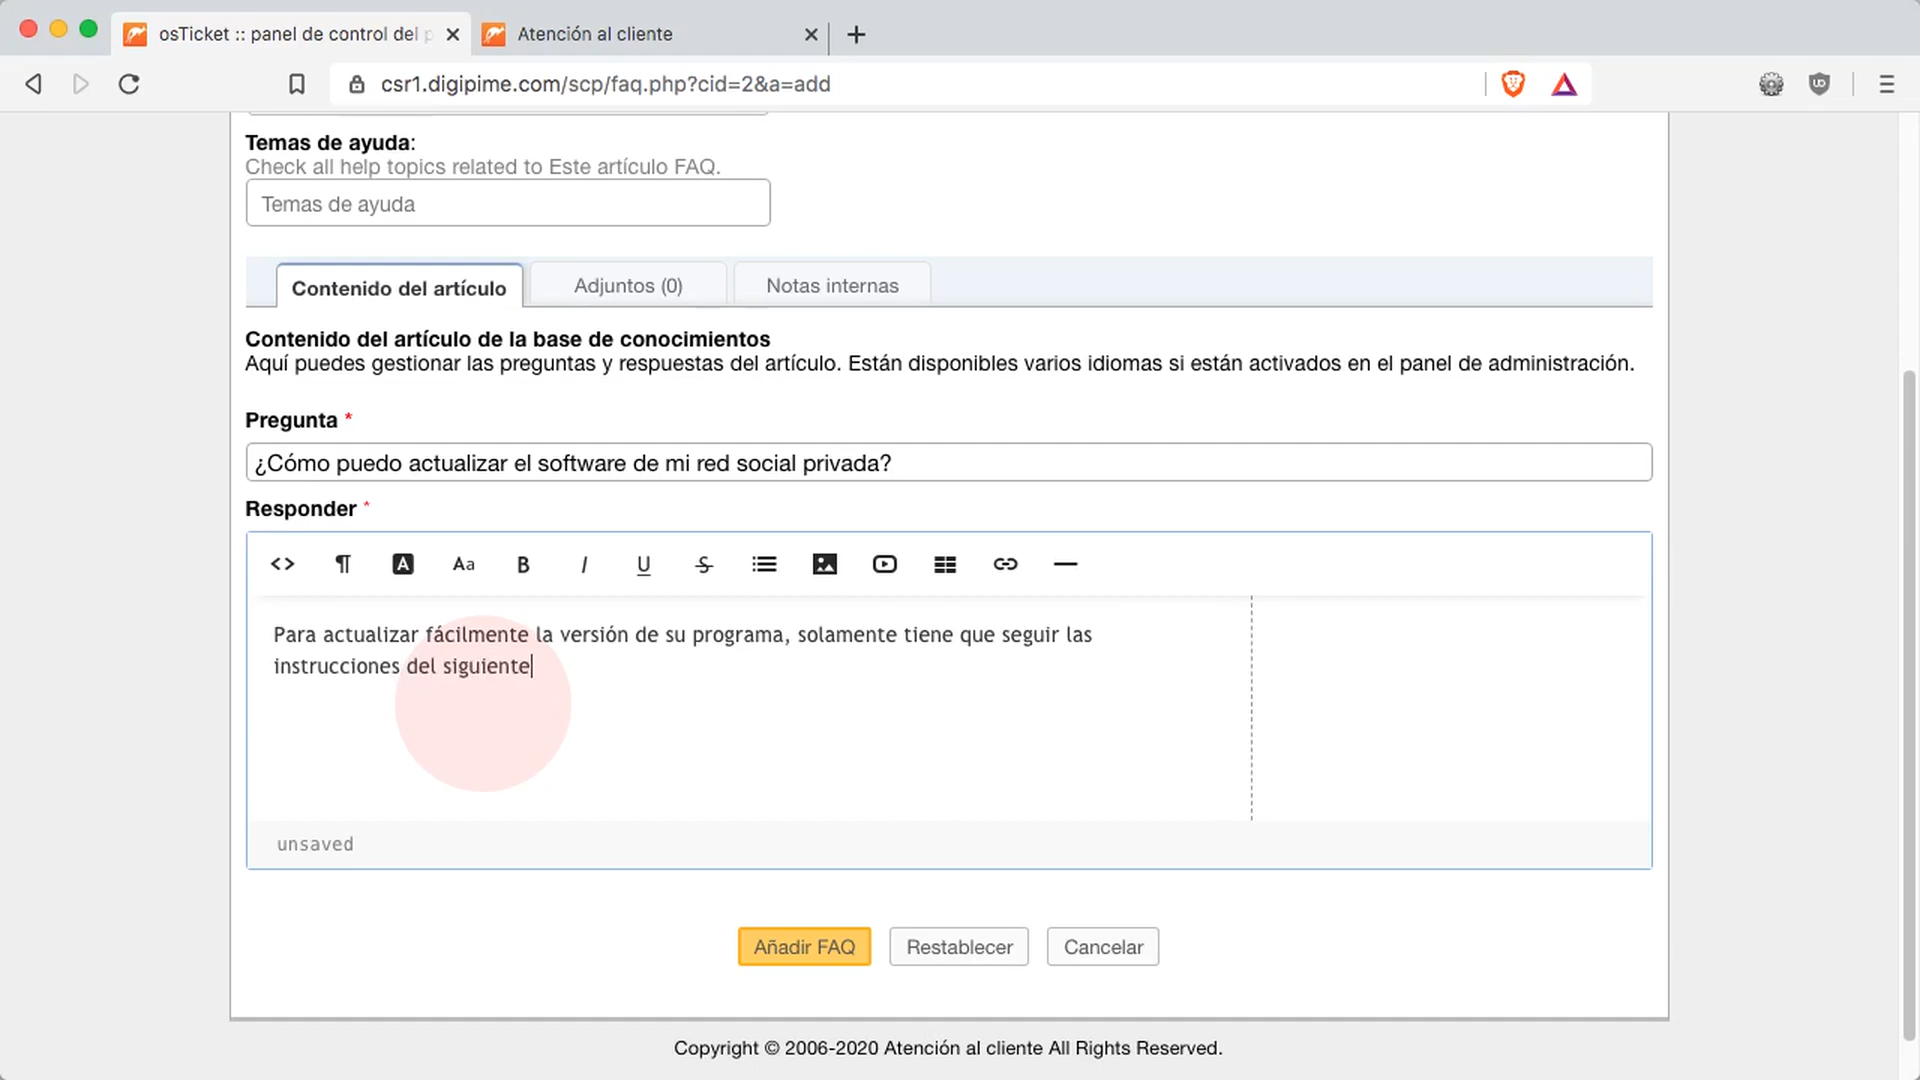 osTicket :: panel de control del p
Atención al cliente
csr1.digipime.com/scp/faq.php?cid=2&a=add
Temas de ayuda:
Check all help topics related to Este artículo FAQ.
Temas de ayuda
Contenido del artículo
Adjuntos (0)
Notas internas
Contenido del artículo de la base de conocimientos
Aquí puedes gestionar las preguntas y respuestas del artículo. Están disponibles varios idiomas si están activados en el panel de administración.
Pregunta *
¿Cómo puedo actualizar el software de mi red social privada?
Responder *
A Aa B I U S
Para actualizar fácilmente la versión de su programa, solamente tiene que seguir las
instrucciones del siguiente
unsaved
Añadir FAQ
Restablecer
Cancelar
Copyright © 2006-2020 Atención al cliente All Rights Reserved.